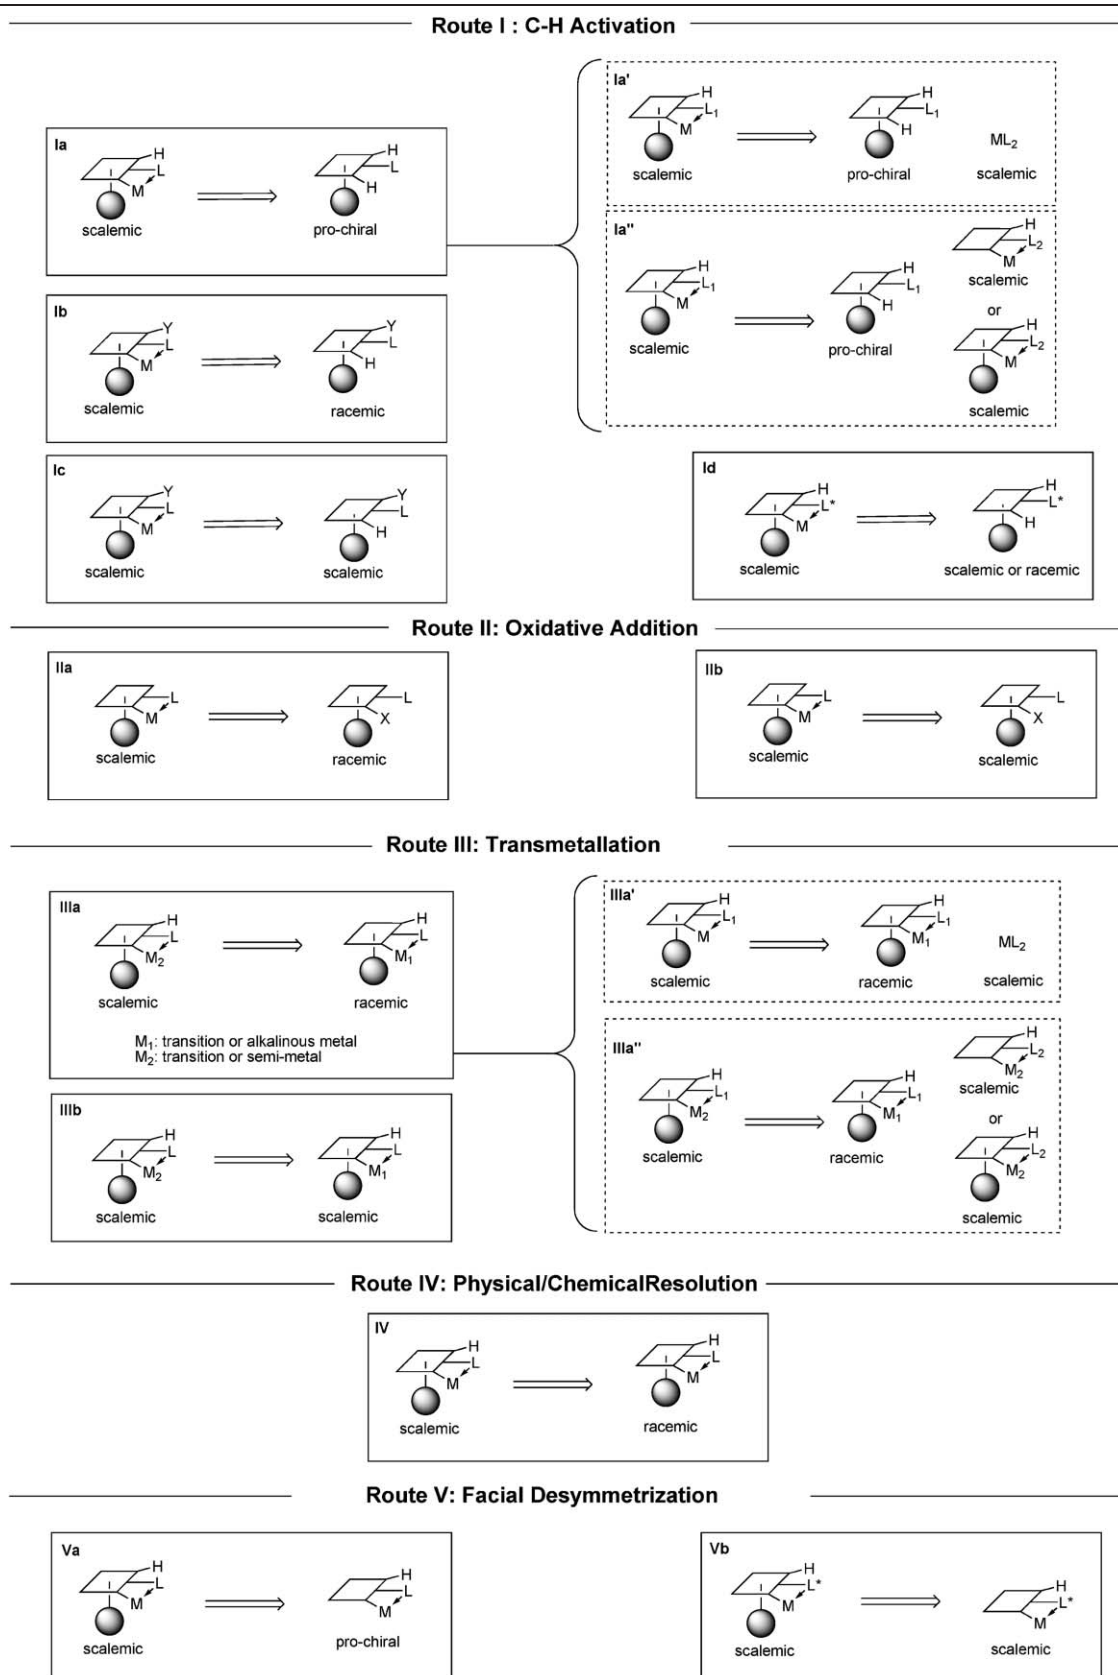 Route I : C-H Activation
Ia
H
L
M
scalemic
H
L
H
pro-chiral
Ia'
H
L1
M
scalemic
H
L1
H
pro-chiral
ML2
scalemic
Ia"
H
L1
M
scalemic
H
L1
H
pro-chiral
H
L2
M
scalemic
or
H
L2
M
scalemic
Ib
Y
L
M
scalemic
Y
L
H
racemic
Ic
Y
L
M
scalemic
Y
L
H
scalemic
Id
H
L*
M
scalemic
H
L*
H
scalemic or racemic
Route II: Oxidative Addition
IIa
L
M
scalemic
L
X
racemic
IIb
L
M
scalemic
L
X
scalemic
Route III: Transmetallation
IIIa
H
L
M2
scalemic
H
L
M1
racemic
M1: transition or alkalinous metal
M2: transition or semi-metal
IIIa'
H
L1
M
scalemic
H
L1
M1
racemic
ML2
scalemic
IIIa"
H
L1
M2
scalemic
H
L1
M1
racemic
H
L2
M2
scalemic
or
H
L2
M2
scalemic
IIIb
H
L
M2
scalemic
H
L
M1
scalemic
Route IV: Physical/ChemicalResolution
IV
H
L
M
scalemic
H
L
M
racemic
Route V: Facial Desymmetrization
Va
H
L
M
scalemic
H
L
M
pro-chiral
Vb
H
L*
M
scalemic
H
L*
M
scalemic